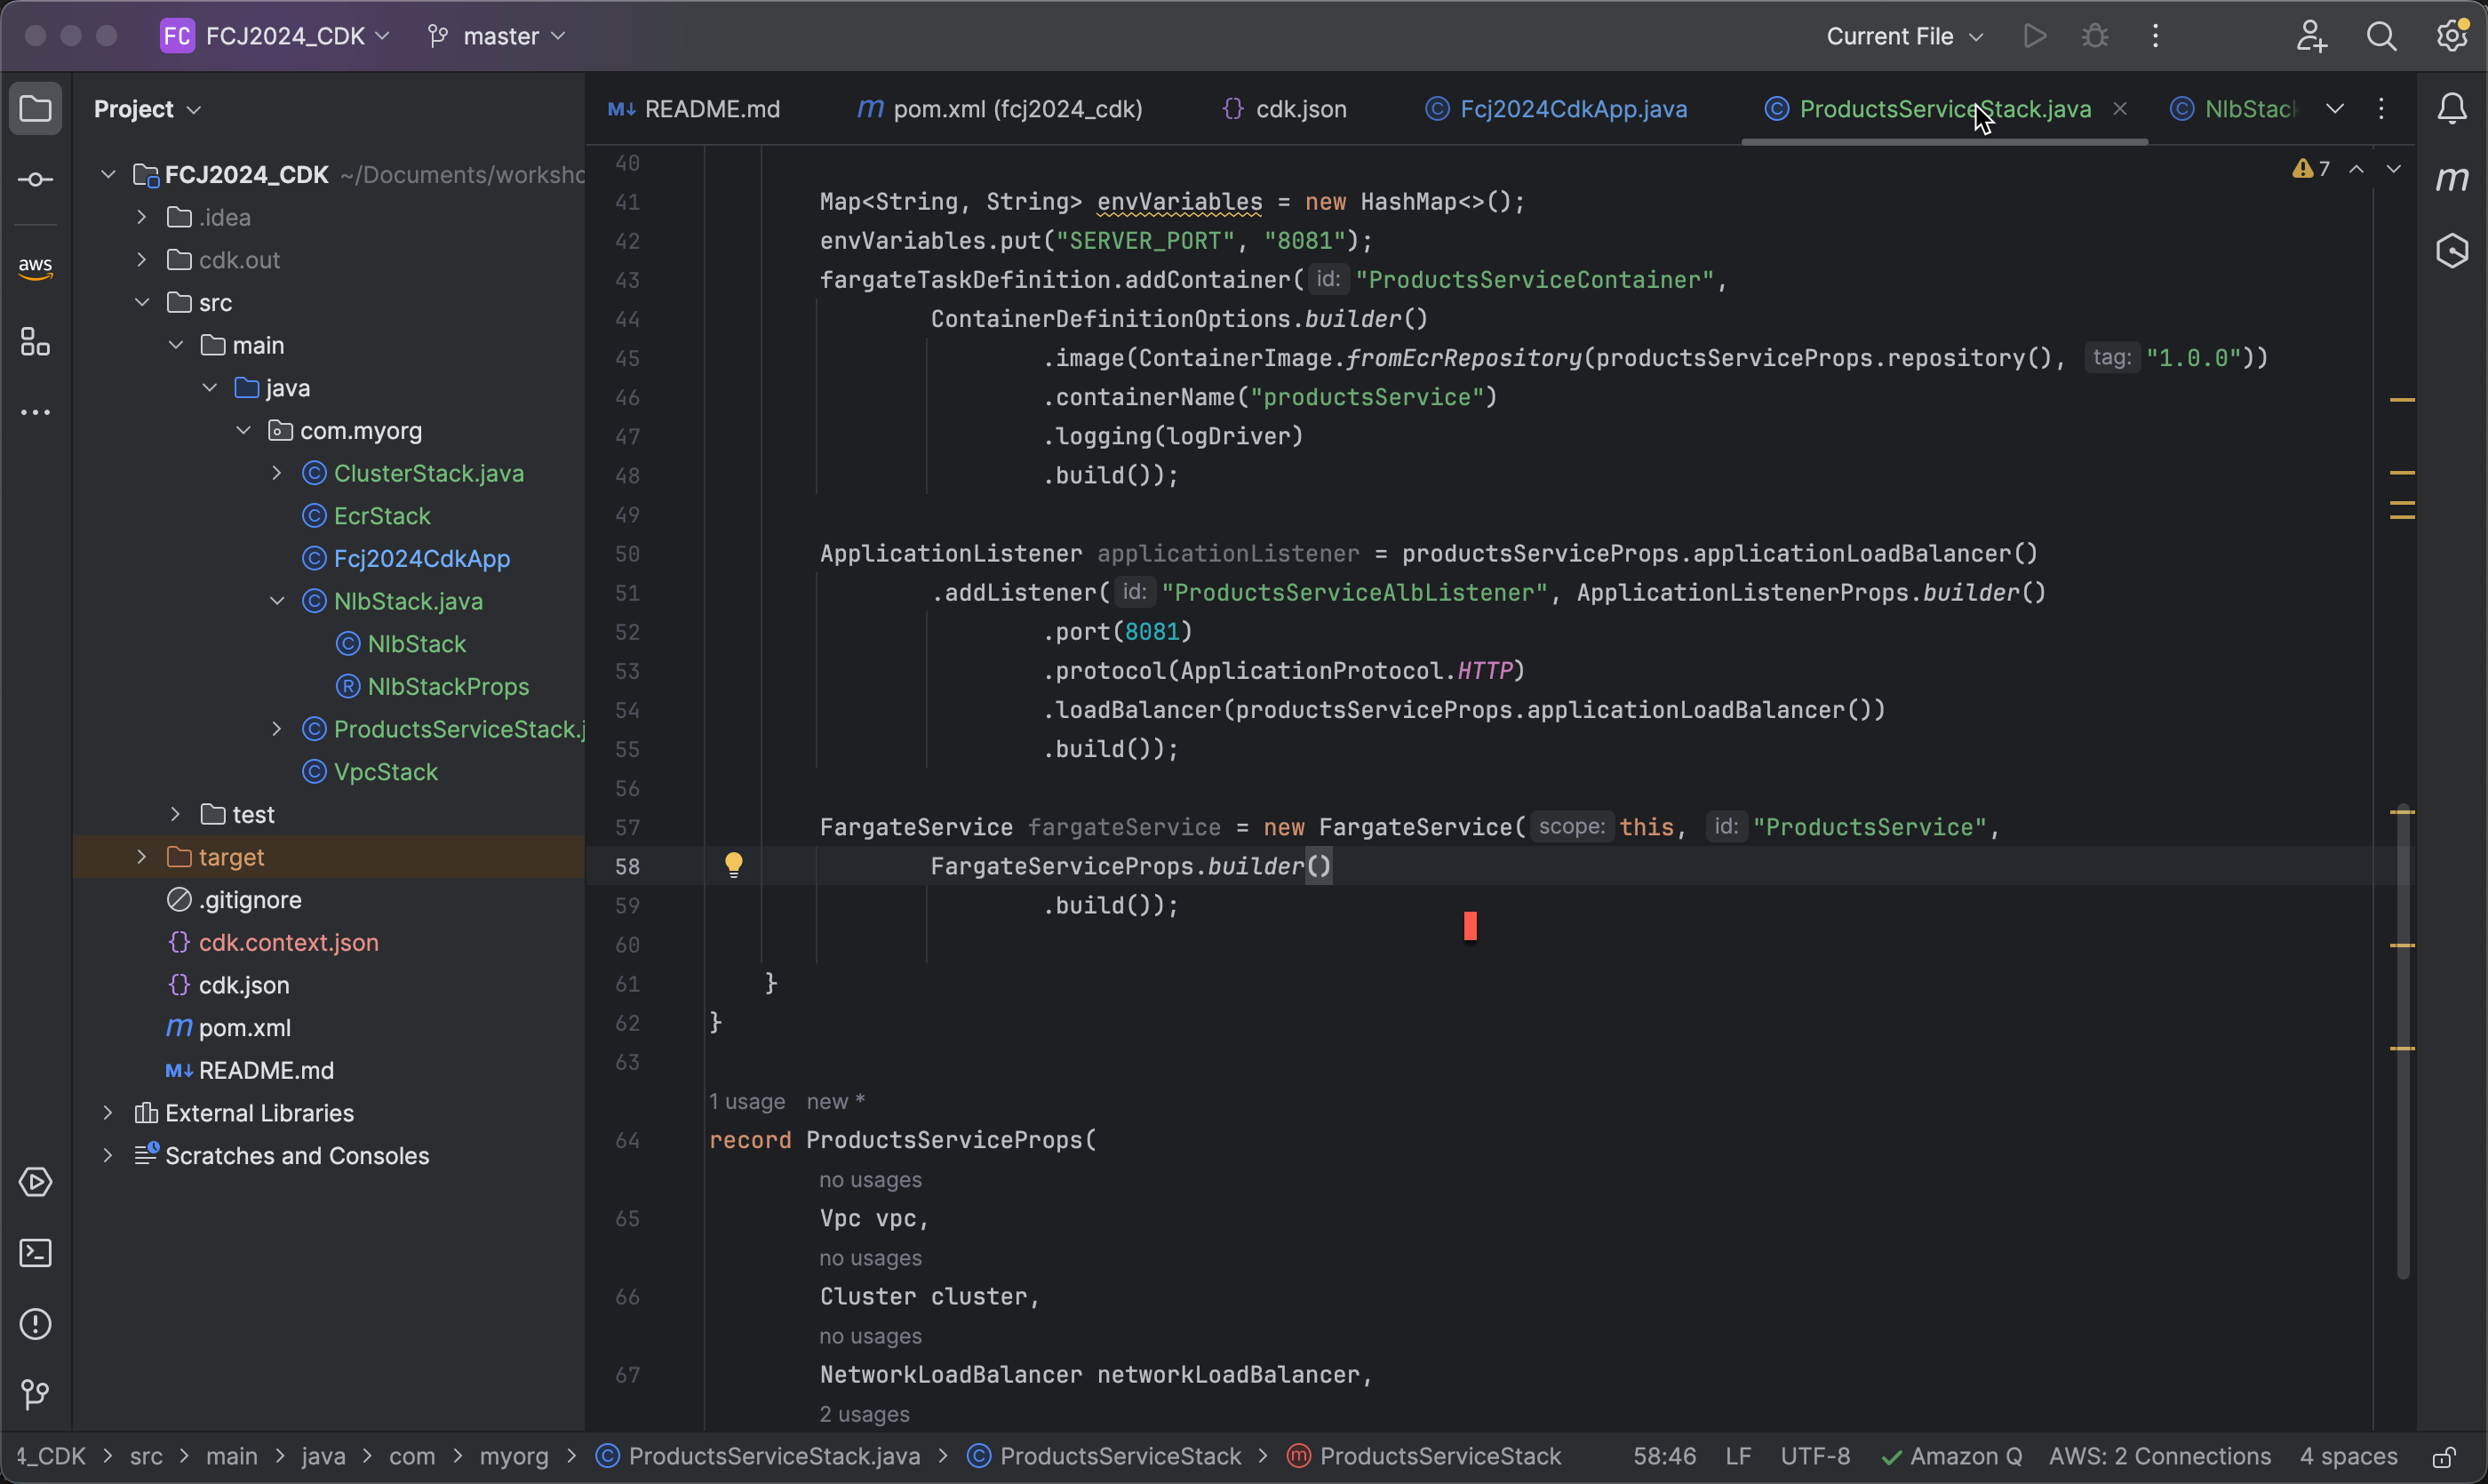 FC FCJ2024_CDK master Current File
Project
README.md pom.xml (fcj2024_cdk) cdk.json Fcj2024CdkApp.java ProductsServiceStack.java NlbStack
FCJ2024_CDK ~/Documents/worksho
.idea
cdk.out
aws
src
main
java
com.myorg
ClusterStack.java
EcrStack
Fcj2024CdkApp
NlbStack.java
NlbStack
NlbStackProps
ProductsServiceStack.j
VpcStack
test
target
.gitignore
cdk.context.json
cdk.json
pom.xml
README.md
External Libraries
Scratches and Consoles
7
40
41 Map<String, String> envVariables = new HashMap<>();
42 envVariables.put("SERVER_PORT", "8081");
43 fargateTaskDefinition.addContainer( id: "ProductsServiceContainer",
44 ContainerDefinitionOptions.builder()
45 .image(ContainerImage.fromEcrRepository(productsServiceProps.repository(), tag: "1.0.0"))
46 .containerName("productsService")
47 .logging(logDriver)
48 .build());
49
50 ApplicationListener applicationListener = productsServiceProps.applicationLoadBalancer()
51 .addListener( id: "ProductsServiceAlbListener", ApplicationListenerProps.builder()
52 .port(8081)
53 .protocol(ApplicationProtocol.HTTP)
54 .loadBalancer(productsServiceProps.applicationLoadBalancer())
55 .build());
56
57 FargateService fargateService = new FargateService( scope: this, id: "ProductsService",
58 FargateServiceProps.builder()
59 .build());
60
61 }
62 }
63
1 usage new *
64 record ProductsServiceProps(
no usages
65 Vpc vpc,
no usages
66 Cluster cluster,
no usages
67 NetworkLoadBalancer networkLoadBalancer,
2 usages
4_CDK > src > main > java > com > myorg > ProductsServiceStack.java > ProductsServiceStack > ProductsServiceStack 58:46 LF UTF-8 Amazon Q AWS: 2 Connections 4 spaces